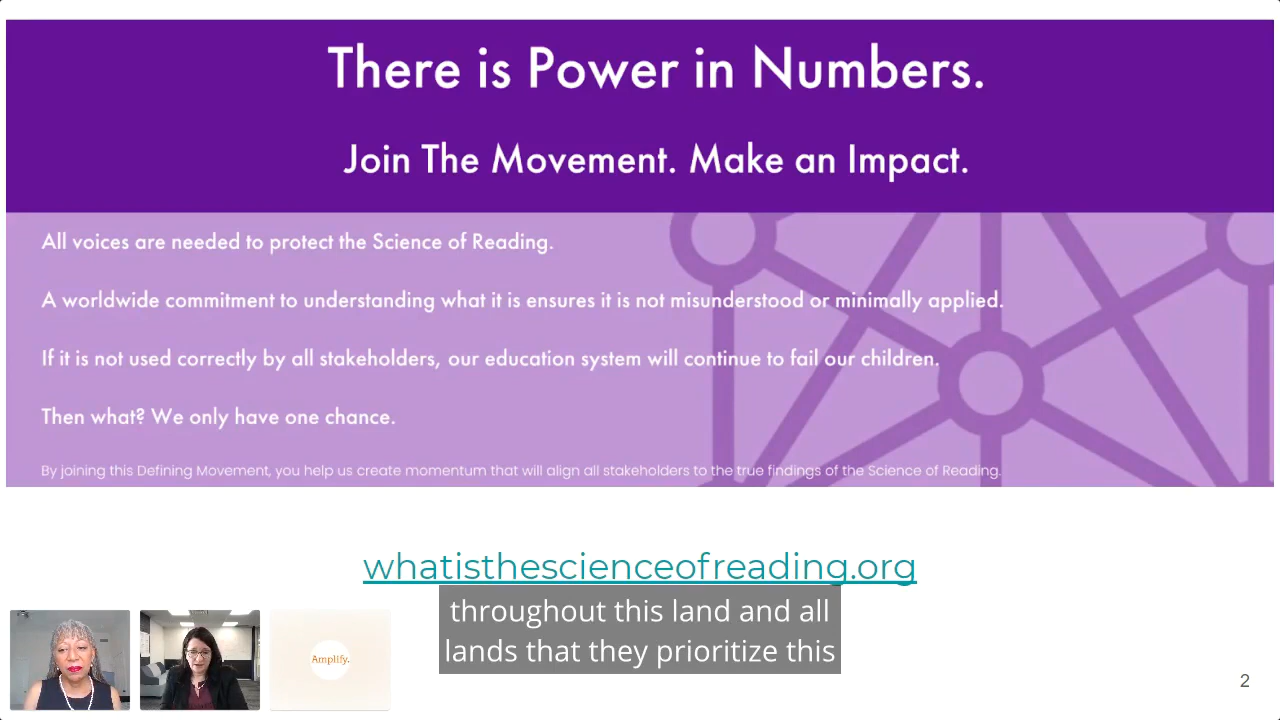 There is Power in Numbers.
Join The Movement. Make an Impact.
All voices are needed to protect the Science of Reading.
A worldwide commitment to understanding what it is ensures it is not misunderstood or minimally applied.
If it is not used correctly by all stakeholders, our education system will continue to fail our children.
Then what? We only have one chance.
By joining this Defining Movement, you help us create momentum that will align all stakeholders to the true findings of the Science of Reading.
whatisthescienceofreading.org
throughout this land and all
lands that they prioritize this
Amplify.
2